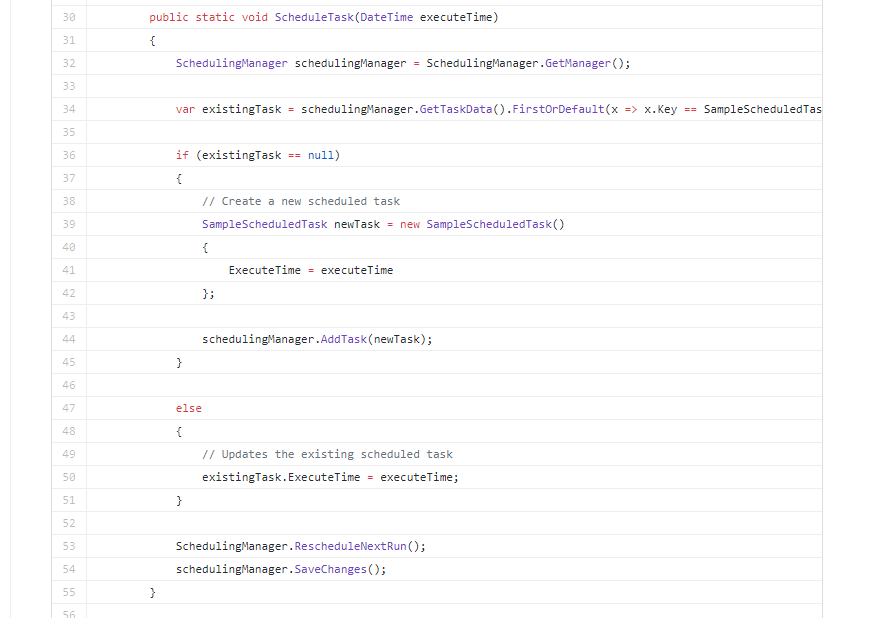 30 public static void ScheduleTask(DateTime executeTime)
31 {
32 SchedulingManager schedulingManager = SchedulingManager.GetManager();
33
34 var existingTask = schedulingManager.GetTaskData().FirstOrDefault(x => x.Key == SampleScheduledTas
35
36 if (existingTask == null)
37 {
38 // Create a new scheduled task
39 SampleScheduledTask newTask = new SampleScheduledTask()
40 {
41 ExecuteTime = executeTime
42 };
43
44 schedulingManager.AddTask(newTask);
45 }
46
47 else
48 {
49 // Updates the existing scheduled task
50 existingTask.ExecuteTime = executeTime;
51 }
52
53 SchedulingManager.RescheduleNextRun();
54 schedulingManager.SaveChanges();
55 }
56